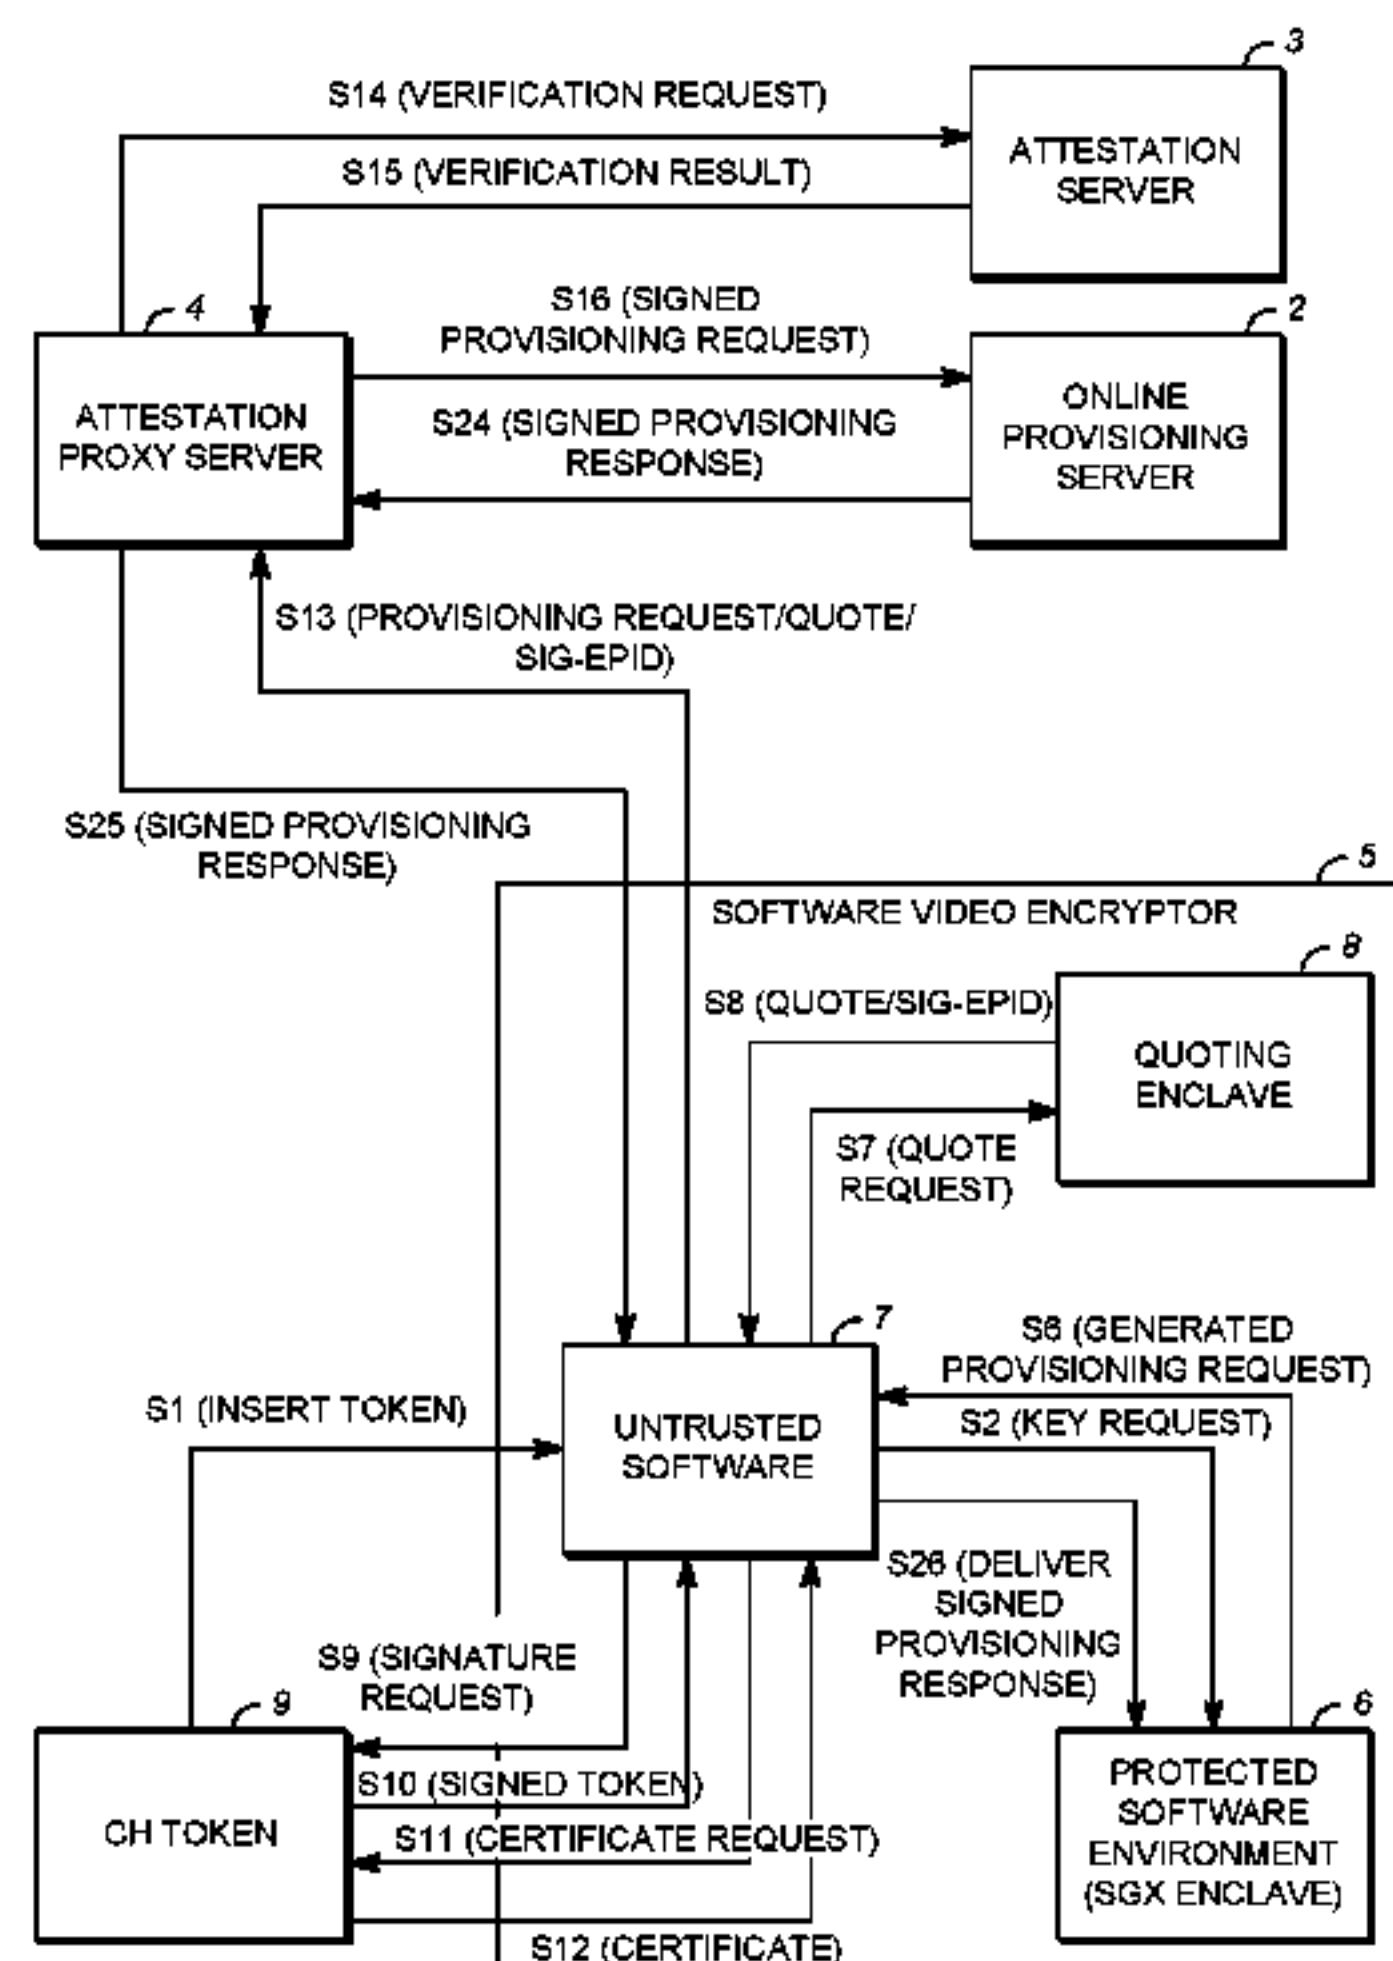 3
S14 (VERIFICATION REQUEST)
ATTESTATION
SERVER
S15 (VERIFICATION RESULT)
4
S16 (SIGNED
PROVISIONING REQUEST)
2
ATTESTATION
PROXY SERVER
S24 (SIGNED PROVISIONING
RESPONSE)
ONLINE
PROVISIONING
SERVER
S13 (PROVISIONING REQUEST/QUOTE/
SIG-EPID)
S25 (SIGNED PROVISIONING
RESPONSE)
5
SOFTWARE VIDEO ENCRYPTOR
8
S8 (QUOTE/SIG-EPID)
QUOTING
ENCLAVE
S7 (QUOTE
REQUEST)
7
S6 (GENERATED
PROVISIONING REQUEST)
S1 (INSERT TOKEN)
UNTRUSTED
SOFTWARE
S2 (KEY REQUEST)
S26 (DELIVER
SIGNED
PROVISIONING
RESPONSE)
S9 (SIGNATURE
REQUEST)
9
6
S10 (SIGNED TOKEN)
CH TOKEN
S11 (CERTIFICATE REQUEST)
PROTECTED
SOFTWARE
ENVIRONMENT
(SGX ENCLAVE)
S12 (CERTIFICATE)